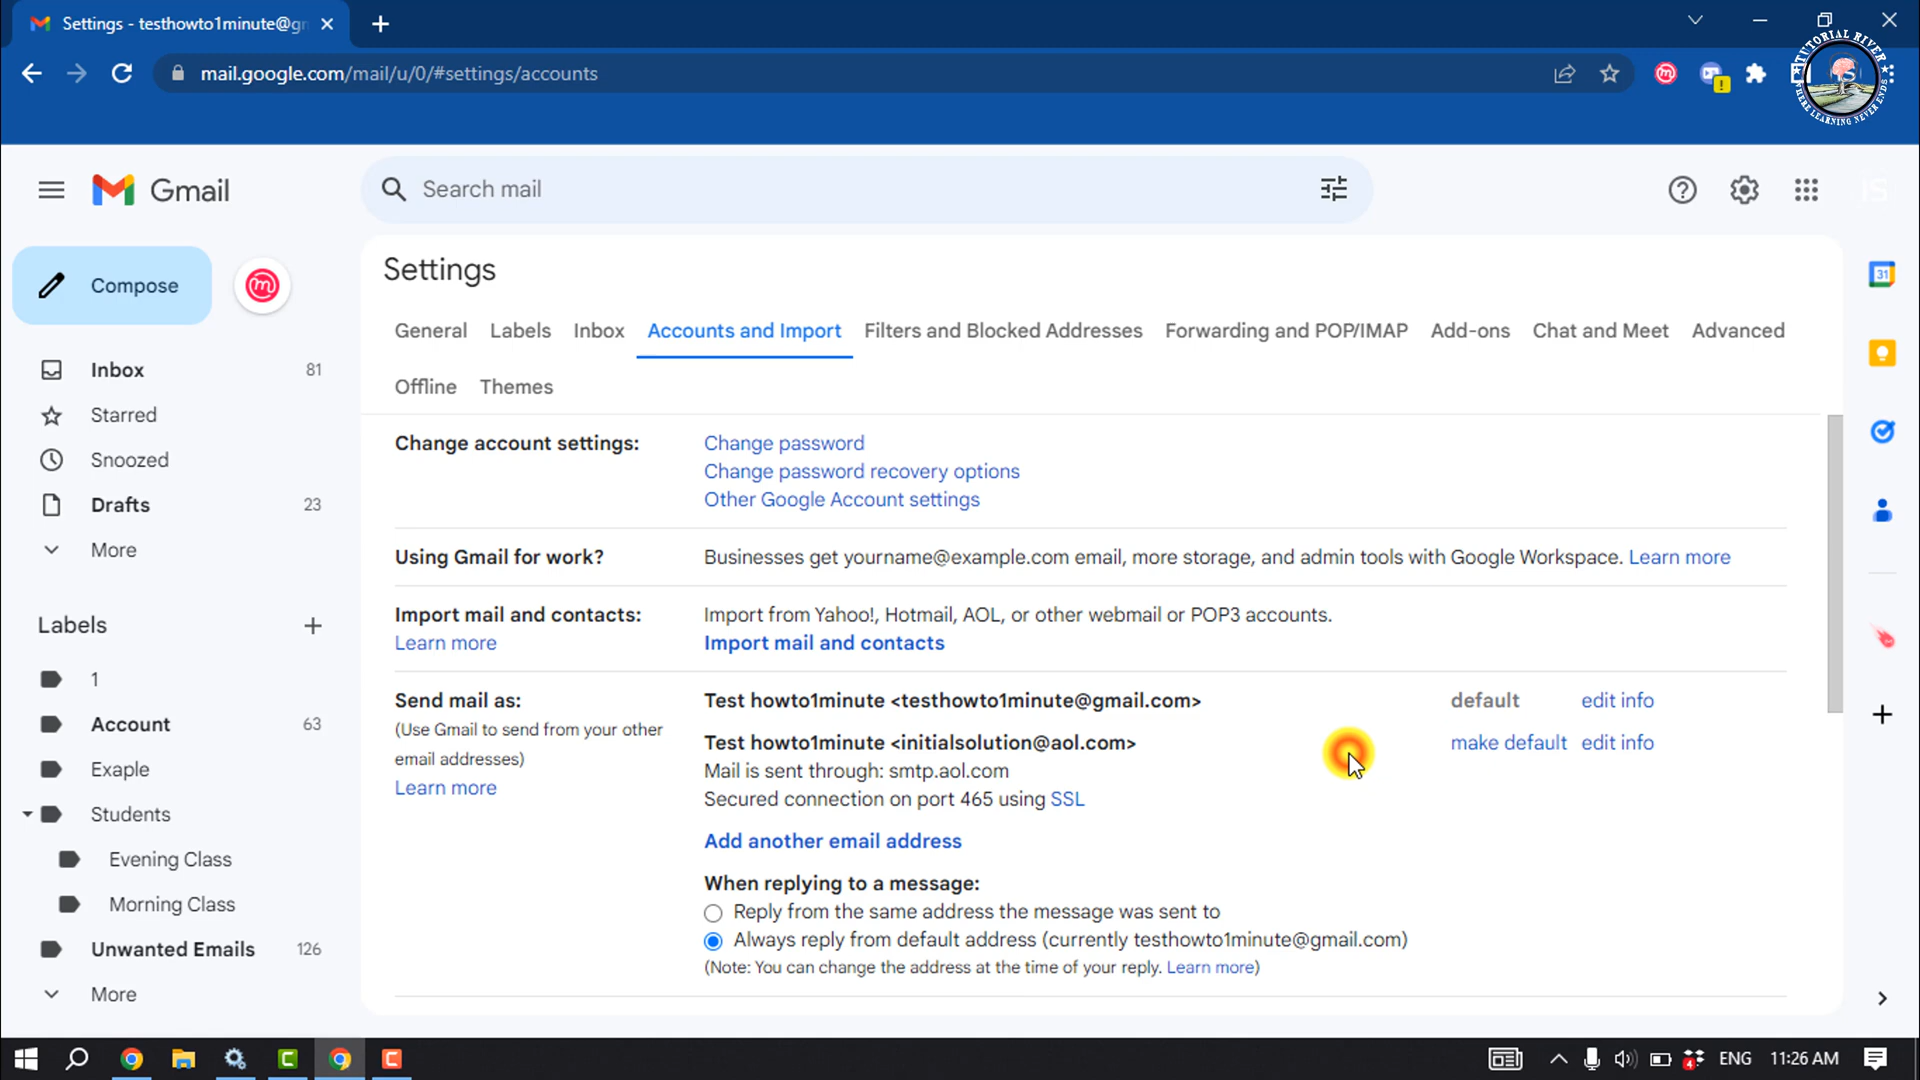 Settings - testhowto1minute@gm
mail.google.com/mail/u/0/#settings/accounts
TUTORIAL RIVER
WHERE LEARNING NEVER ENDS
Gmail
Search mail
Compose
Inbox 81
Starred
Snoozed
Drafts 23
More
Labels
1
Account 63
Exaple
Students
Evening Class
Morning Class
Unwanted Emails 126
More
Settings
General Labels Inbox Accounts and Import Filters and Blocked Addresses Forwarding and POP/IMAP Add-ons Chat and Meet Advanced
Offline Themes
Change account settings: Change password
Change password recovery options
Other Google Account settings
Using Gmail for work? Businesses get yourname@example.com email, more storage, and admin tools with Google Workspace. Learn more
Import mail and contacts: Import from Yahoo!, Hotmail, AOL, or other webmail or POP3 accounts.
Learn more Import mail and contacts
Send mail as: Test howto1minute <testhowto1minute@gmail.com> default edit info
(Use Gmail to send from your other
email addresses)
Learn more
Test howto1minute <initialsolution@aol.com> make default edit info
Mail is sent through: smtp.aol.com
Secured connection on port 465 using SSL
Add another email address
When replying to a message:
Reply from the same address the message was sent to
Always reply from default address (currently testhowto1minute@gmail.com)
(Note: You can change the address at the time of your reply. Learn more)
31
ENG 11:26 AM